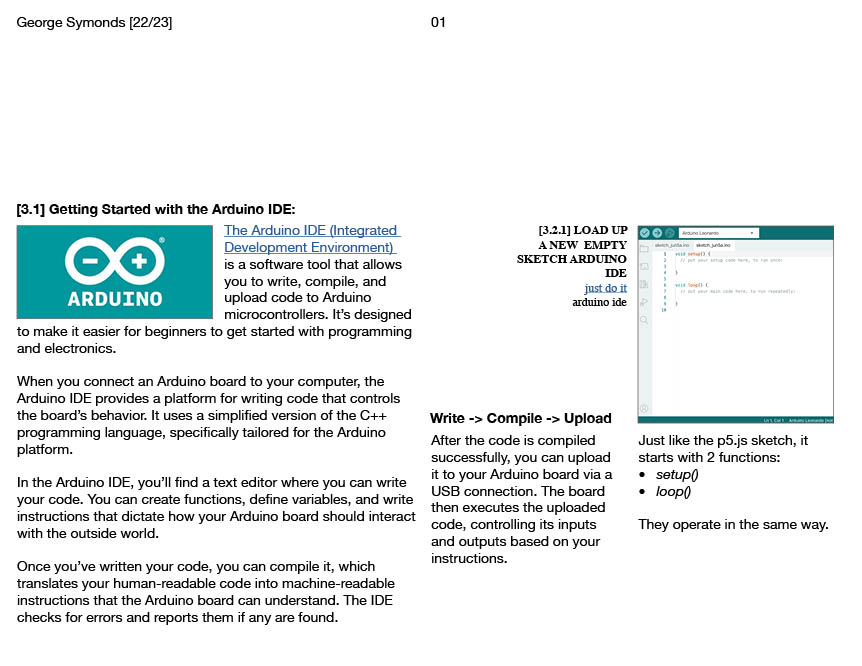 George Symonds [22/23]
01
[3.1] Getting Started with the Arduino IDE:
ARDUINO
®
The Arduino IDE (Integrated
Development Environment)
is a software tool that allows
you to write, compile, and
upload code to Arduino
microcontrollers. It’s designed
to make it easier for beginners to get started with programming
and electronics.
When you connect an Arduino board to your computer, the
Arduino IDE provides a platform for writing code that controls
the board’s behavior. It uses a simplified version of the C++
programming language, specifically tailored for the Arduino
platform.
In the Arduino IDE, you’ll find a text editor where you can write
your code. You can create functions, define variables, and write
instructions that dictate how your Arduino board should interact
with the outside world.
Once you’ve written your code, you can compile it, which
translates your human-readable code into machine-readable
instructions that the Arduino board can understand. The IDE
checks for errors and reports them if any are found.
[3.2.1] LOAD UP
A NEW EMPTY
SKETCH ARDUINO
IDE
just do it
arduino ide
Arduino Leonardo
sketch_jun5a.ino sketch_jun5a.ino
1 void setup() {
2 // put your setup code here, to run once:
3
4 }
5
6 void loop() {
7 // put your main code here, to run repeatedly:
8
9 }
10
Ln 1, Col 1 Arduino Leonardo [not
Write -> Compile -> Upload
After the code is compiled
successfully, you can upload
it to your Arduino board via a
USB connection. The board
then executes the uploaded
code, controlling its inputs
and outputs based on your
instructions.
Just like the p5.js sketch, it
starts with 2 functions:
• setup()
• loop()
They operate in the same way.